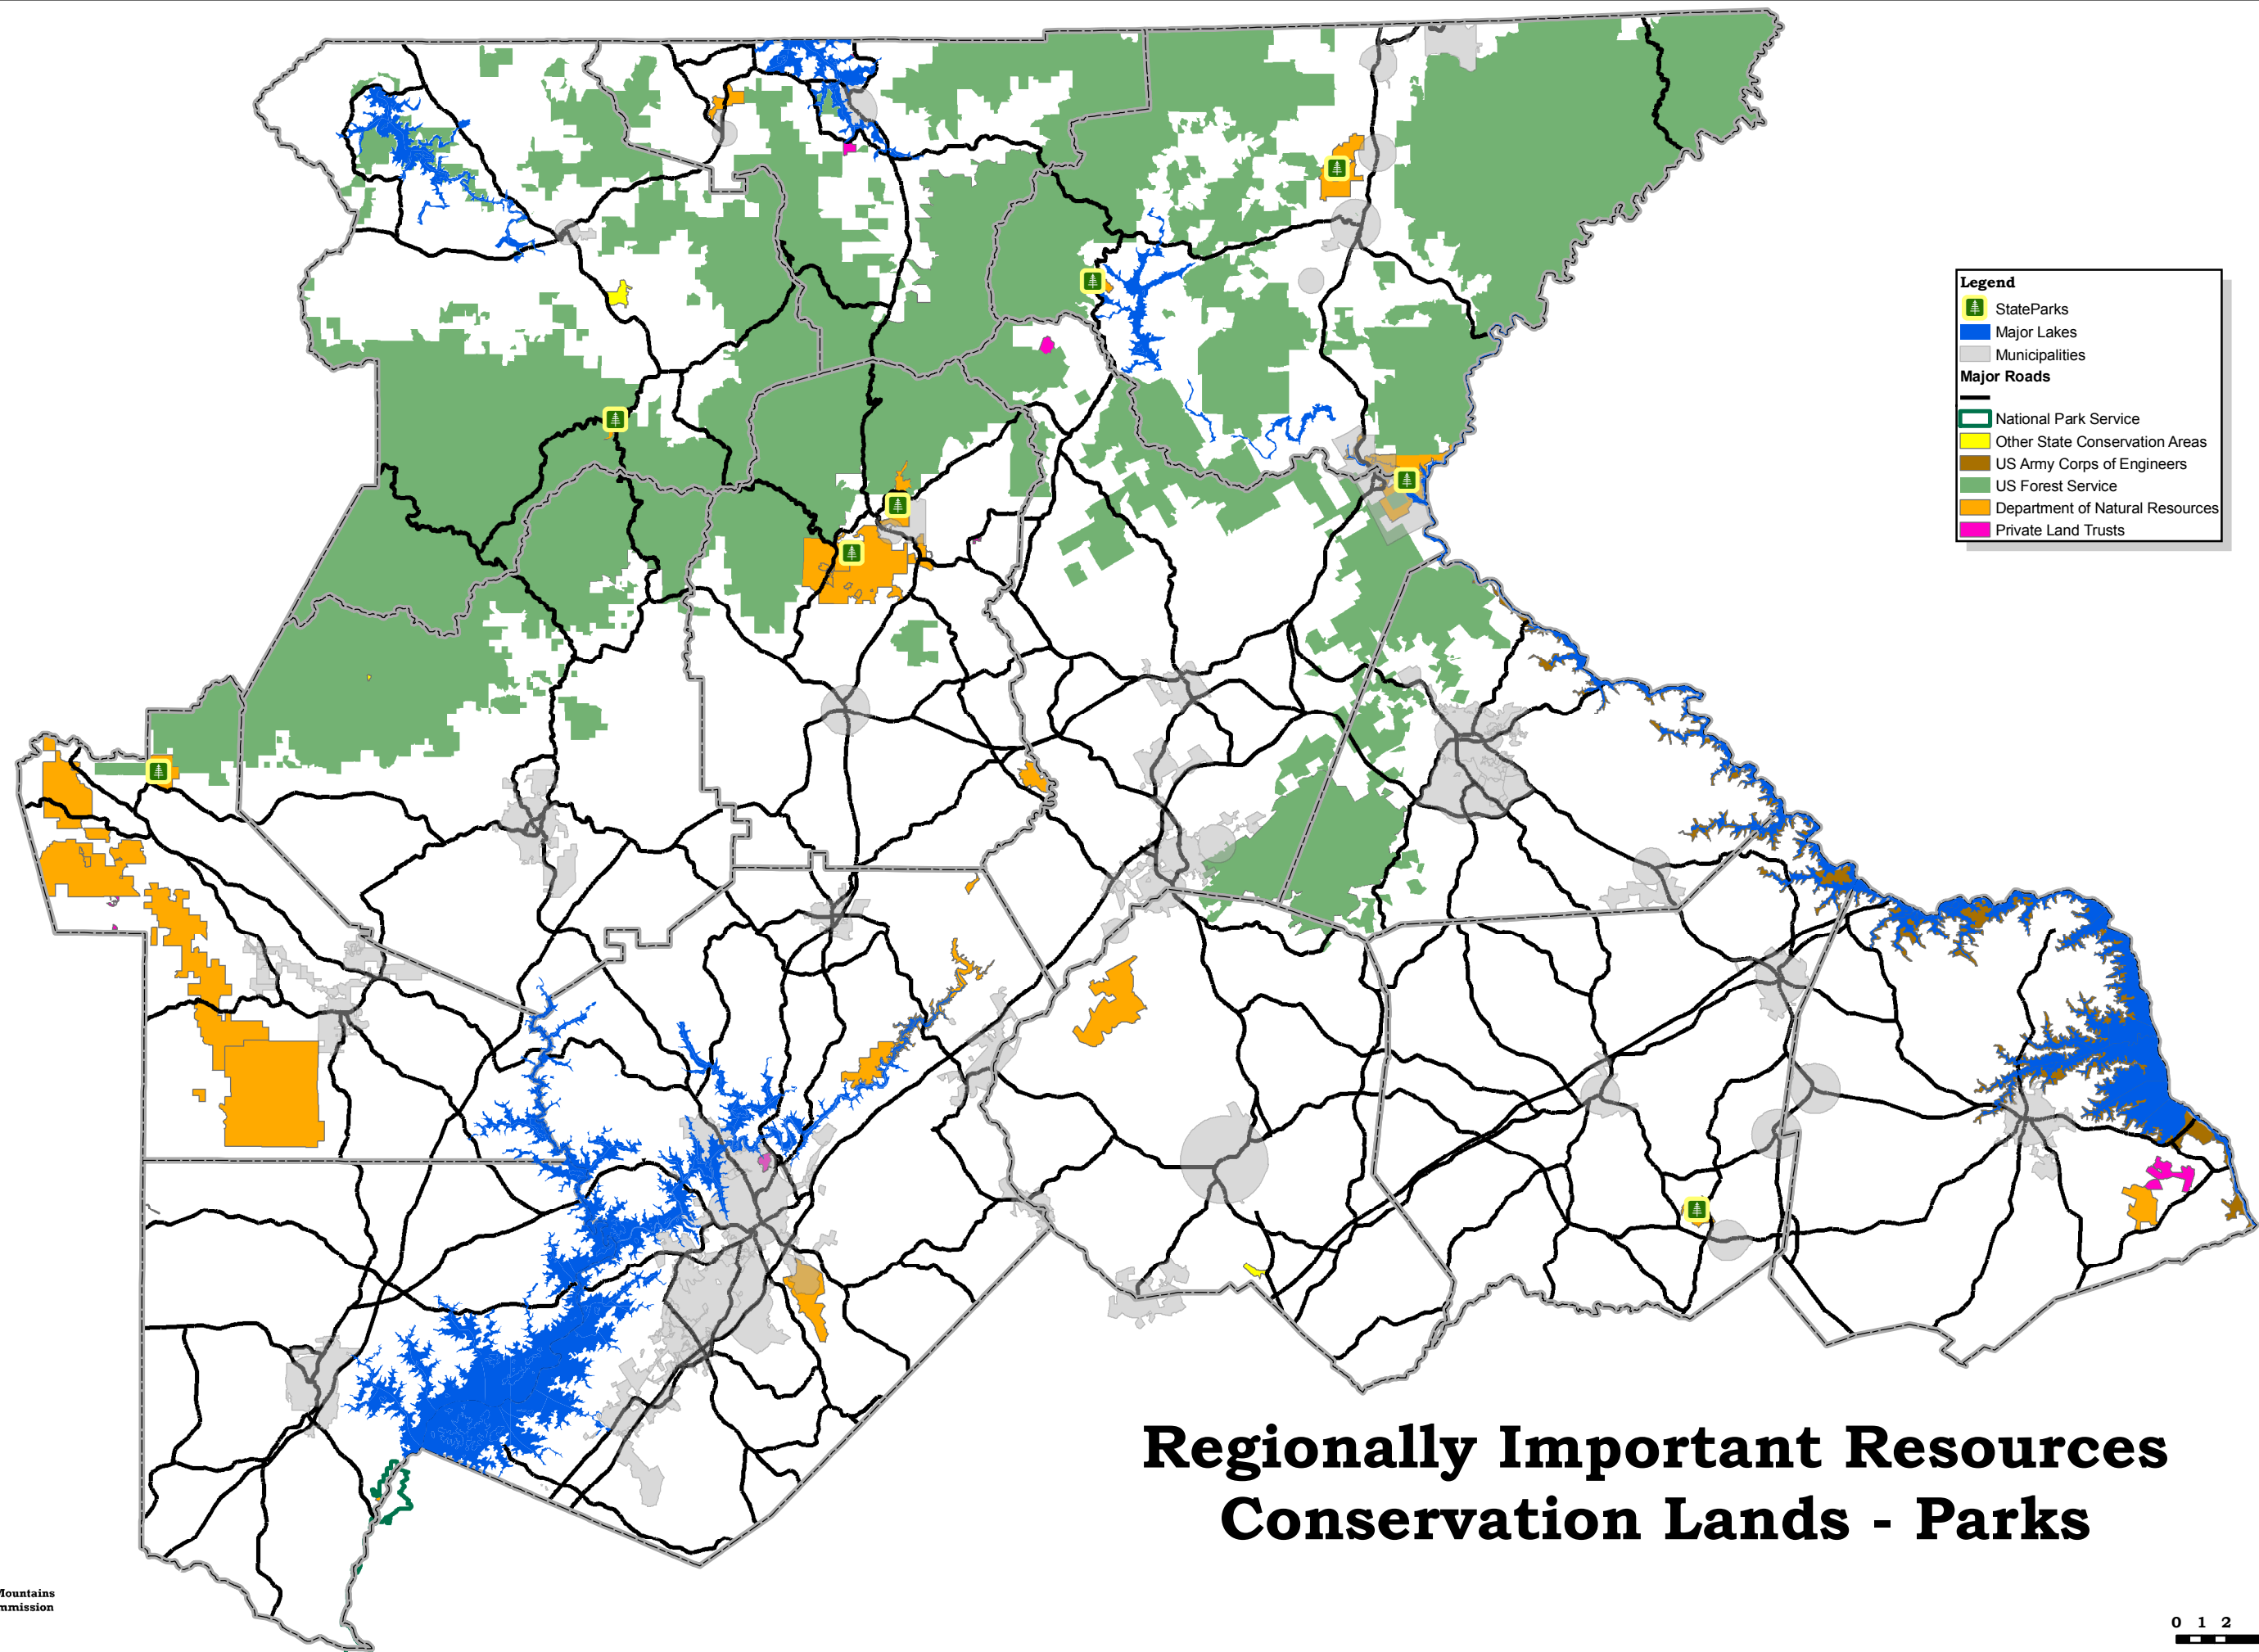 Legend
StateParks
Major Lakes
Municipalities
Major Roads
National Park Service
Other State Conservation Areas
US Army Corps of Engineers
US Forest Service
Department of Natural Resources
Private Land Trusts
Regionally Important Resources
Conservation Lands - Parks
Mountains
mmission
0 1 2